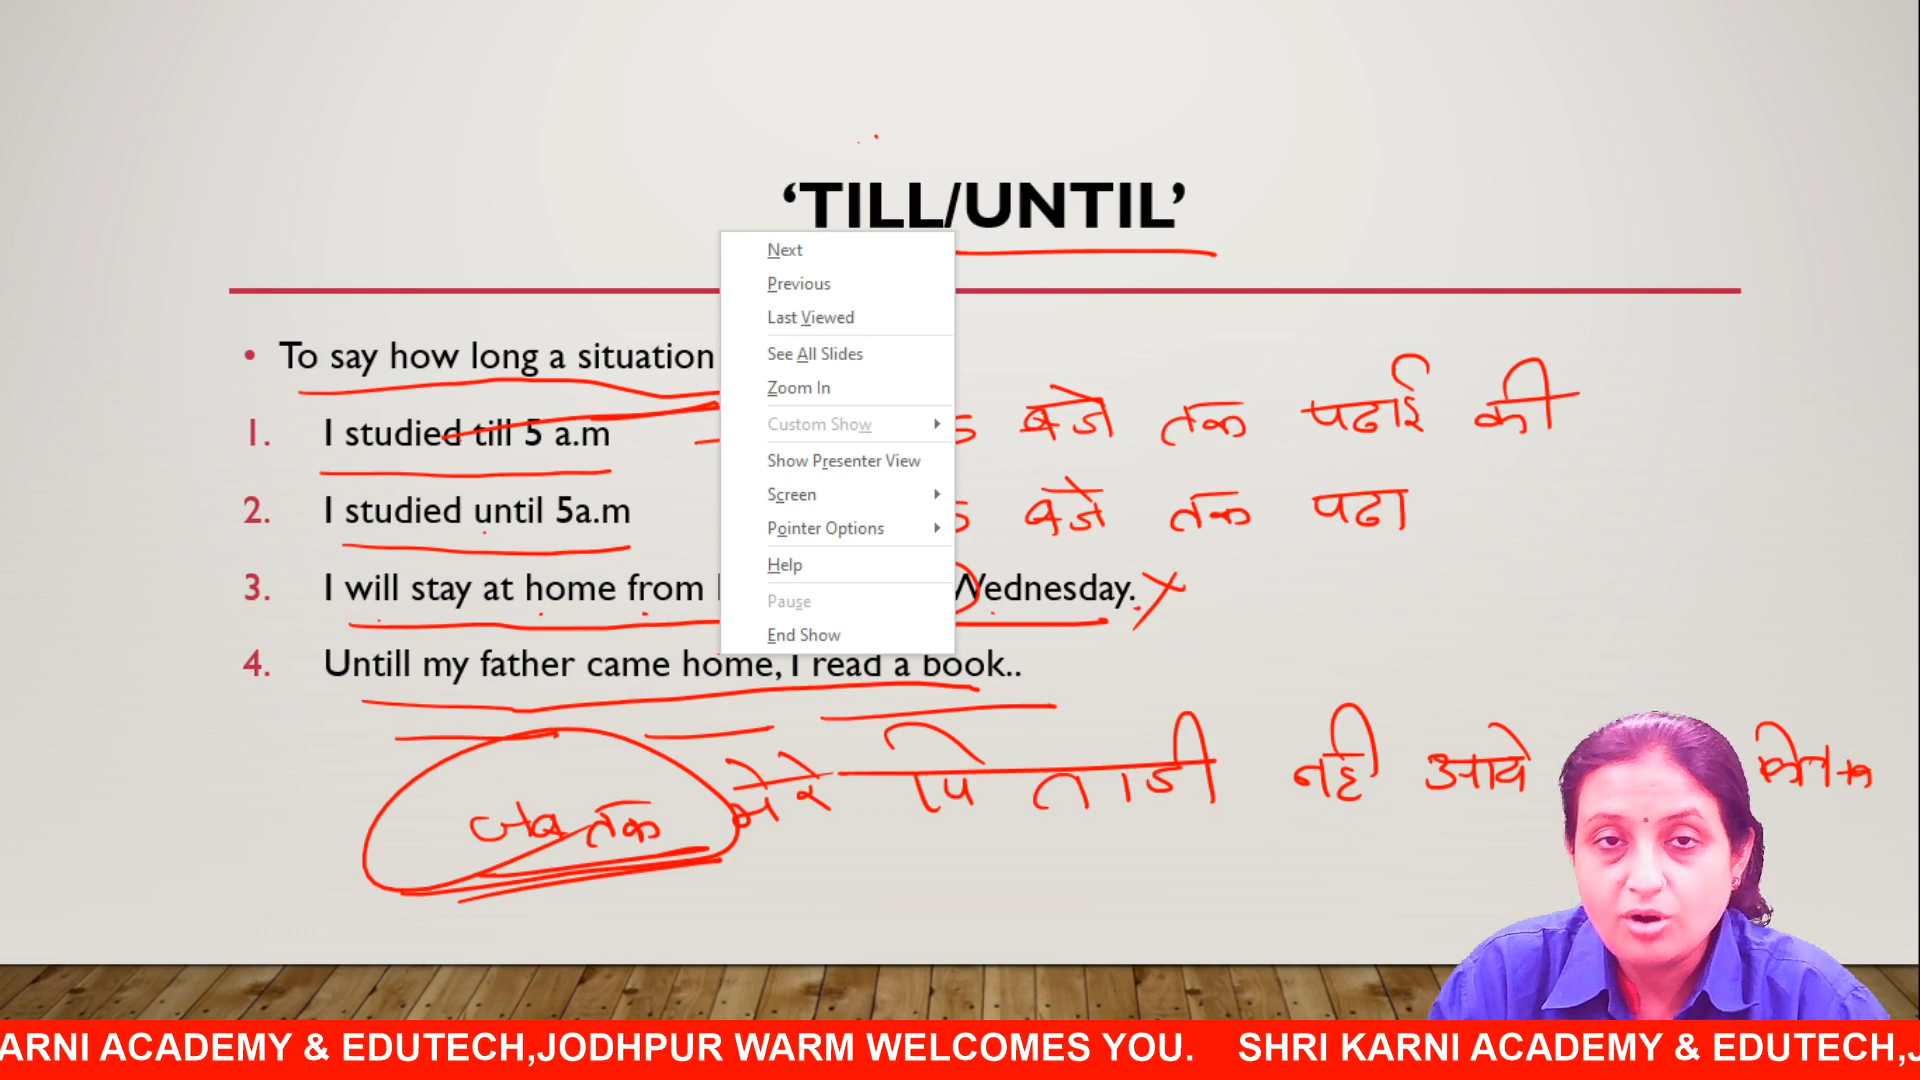 ‘TILL/UNTIL’
Next
Previous
Last Viewed
See All Slides
Zoom In
Custom Show
Show Presenter View
Screen
Pointer Options
Help
Pause
End Show
• To say how long a situation
1. I studied till 5 a.m
बजे तक पढाई की
2. I studied until 5a.m
बजे तक पढा
3. I will stay at home from Wednesday.
4. Untill my father came home, I read a book..
जब तक मेरे पिताजी नही आये
ARNI ACADEMY & EDUTECH,JODHPUR WARM WELCOMES YOU. SHRI KARNI ACADEMY & EDUTECH,J